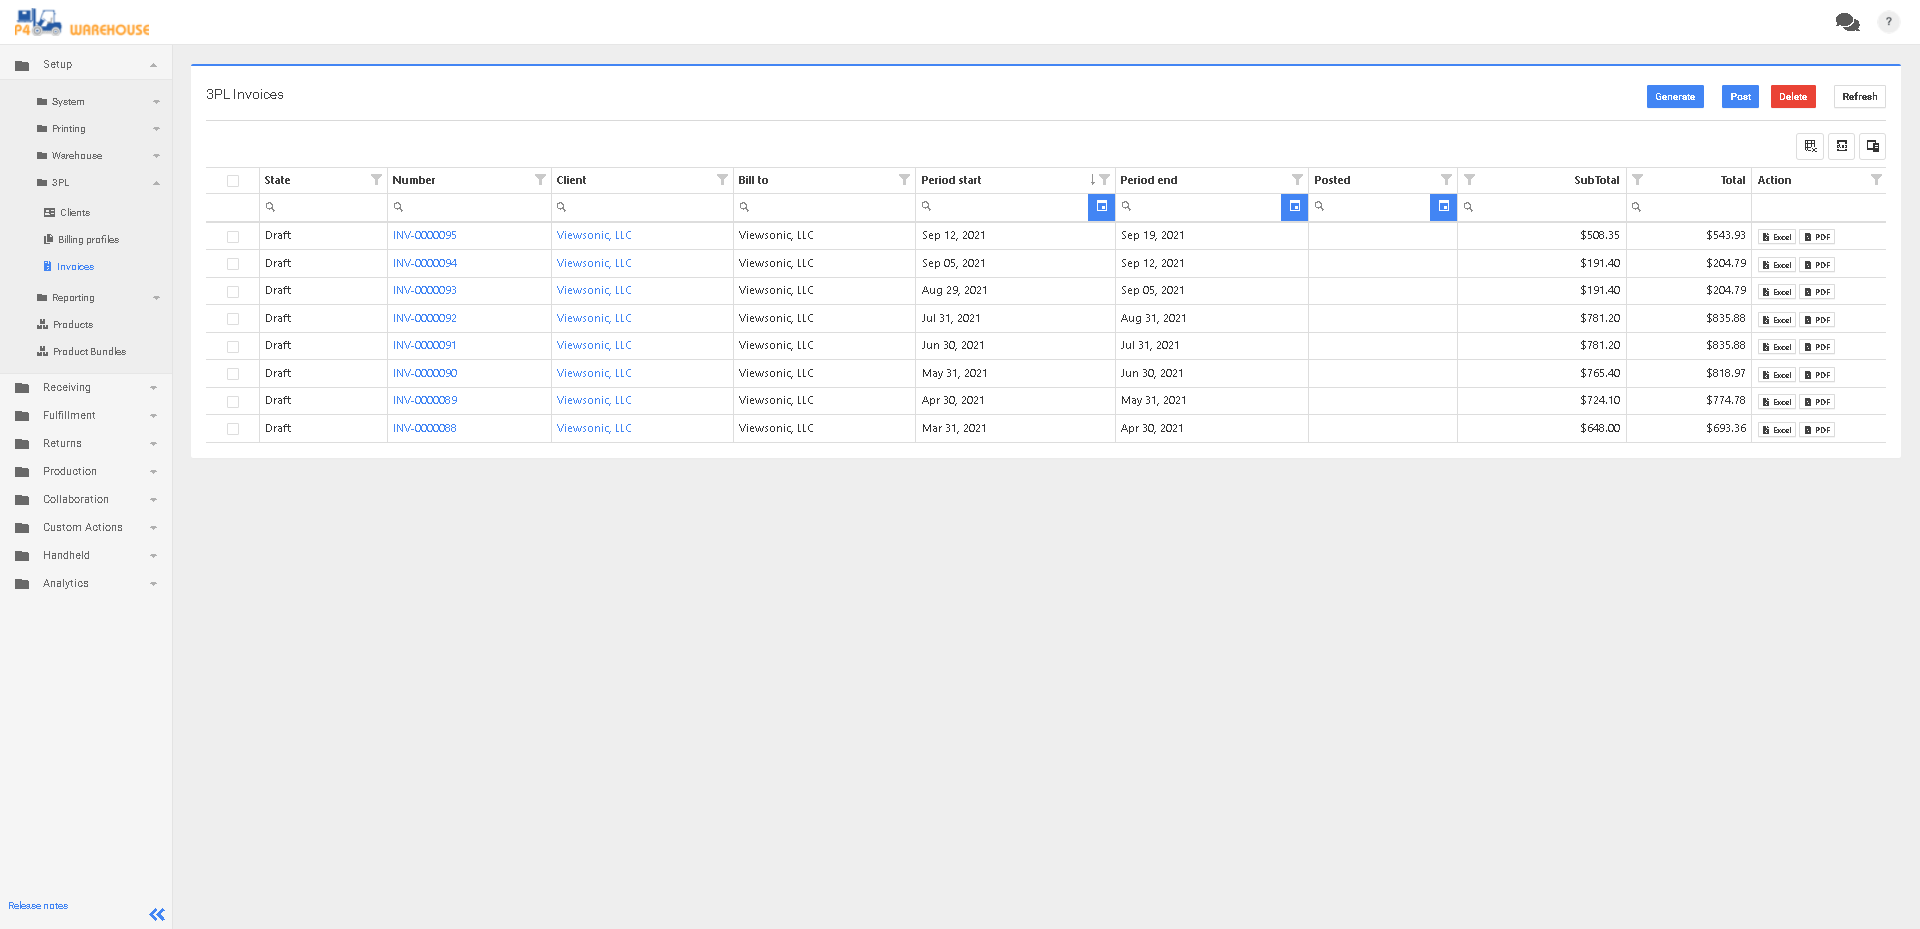 P4 WAREHOUSE
?
Setup
System
Printing
Warehouse
3PL
Clients
Billing profiles
Invoices
Reporting
Products
Product Bundles
Receiving
Fulfillment
Returns
Production
Collaboration
Custom Actions
Handheld
Analytics
Release notes
3PL Invoices
Generate Post Delete Refresh
State Number Client Bill to Period start Period end Posted SubTotal Total Action
Draft INV-0000095 Viewsonic, LLC Viewsonic, LLC Sep 12, 2021 Sep 19, 2021 $508.35 $543.93 Excel PDF
Draft INV-0000094 Viewsonic, LLC Viewsonic, LLC Sep 05, 2021 Sep 12, 2021 $191.40 $204.79 Excel PDF
Draft INV-0000093 Viewsonic, LLC Viewsonic, LLC Aug 29, 2021 Sep 05, 2021 $191.40 $204.79 Excel PDF
Draft INV-0000092 Viewsonic, LLC Viewsonic, LLC Jul 31, 2021 Aug 31, 2021 $781.20 $835.88 Excel PDF
Draft INV-0000091 Viewsonic, LLC Viewsonic, LLC Jun 30, 2021 Jul 31, 2021 $781.20 $835.88 Excel PDF
Draft INV-0000090 Viewsonic, LLC Viewsonic, LLC May 31, 2021 Jun 30, 2021 $765.40 $818.97 Excel PDF
Draft INV-0000089 Viewsonic, LLC Viewsonic, LLC Apr 30, 2021 May 31, 2021 $724.10 $774.78 Excel PDF
Draft INV-0000088 Viewsonic, LLC Viewsonic, LLC Mar 31, 2021 Apr 30, 2021 $648.00 $693.36 Excel PDF